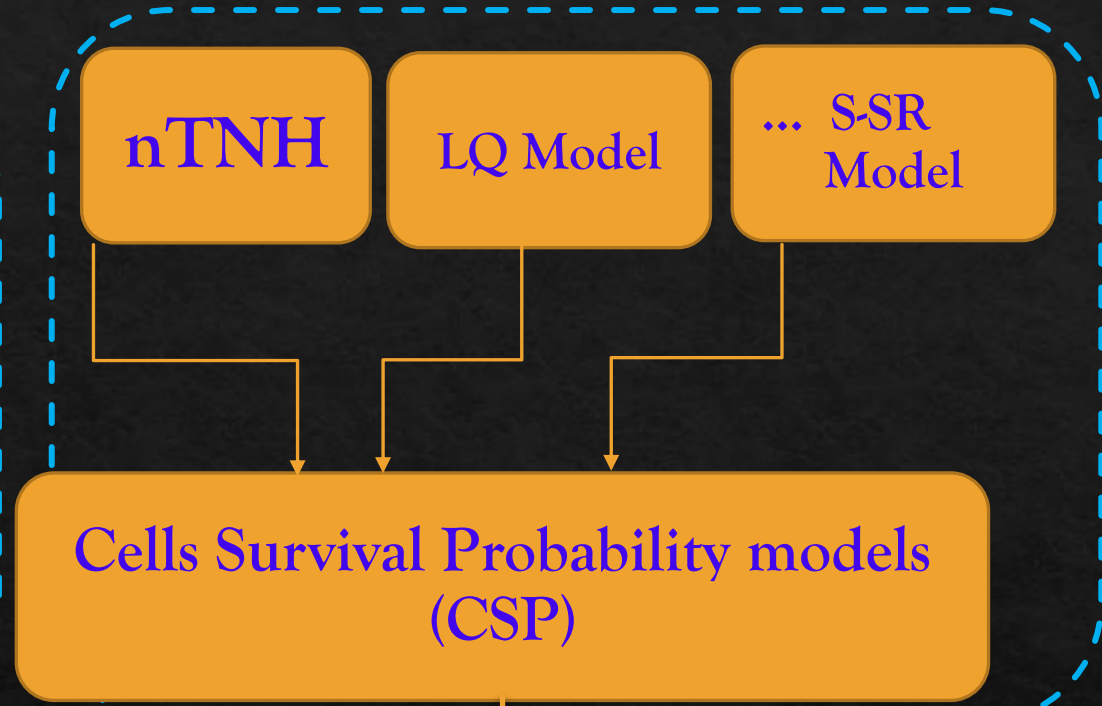 nTNH
LQ Model
... S-SR
Model
Cells Survival Probability models
(CSP)